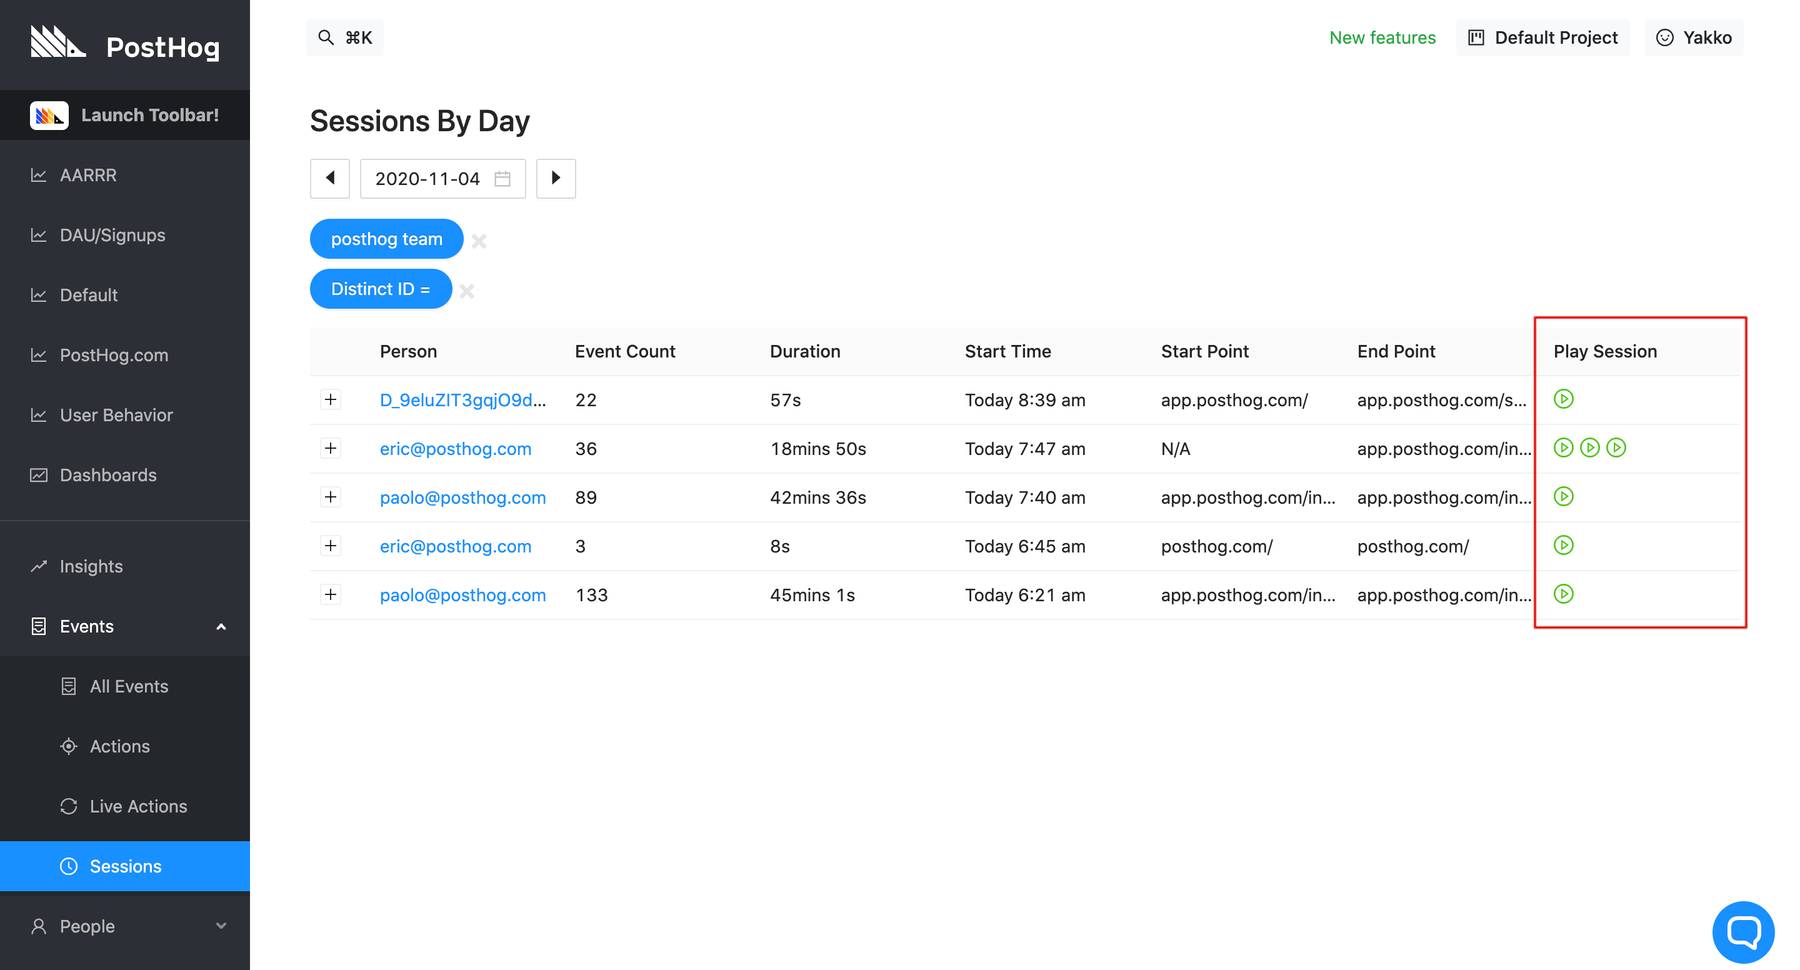 PostHog
Launch Toolbar!
AARRR
DAU/Signups
Default
PostHog.com
User Behavior
Dashboards
Insights
Events
All Events
Actions
Live Actions
Sessions
People
⌘K
New features
Default Project
Yakko
Sessions By Day
2020-11-04
posthog team
Distinct ID =
Person Event Count Duration Start Time Start Point End Point Play Session
D_9eluZIT3gqjO9d... 22 57s Today 8:39 am app.posthog.com/ app.posthog.com/s...
eric@posthog.com 36 18mins 50s Today 7:47 am N/A app.posthog.com/in...
paolo@posthog.com 89 42mins 36s Today 7:40 am app.posthog.com/in... app.posthog.com/in...
eric@posthog.com 3 8s Today 6:45 am posthog.com/ posthog.com/
paolo@posthog.com 133 45mins 1s Today 6:21 am app.posthog.com/in... app.posthog.com/in...